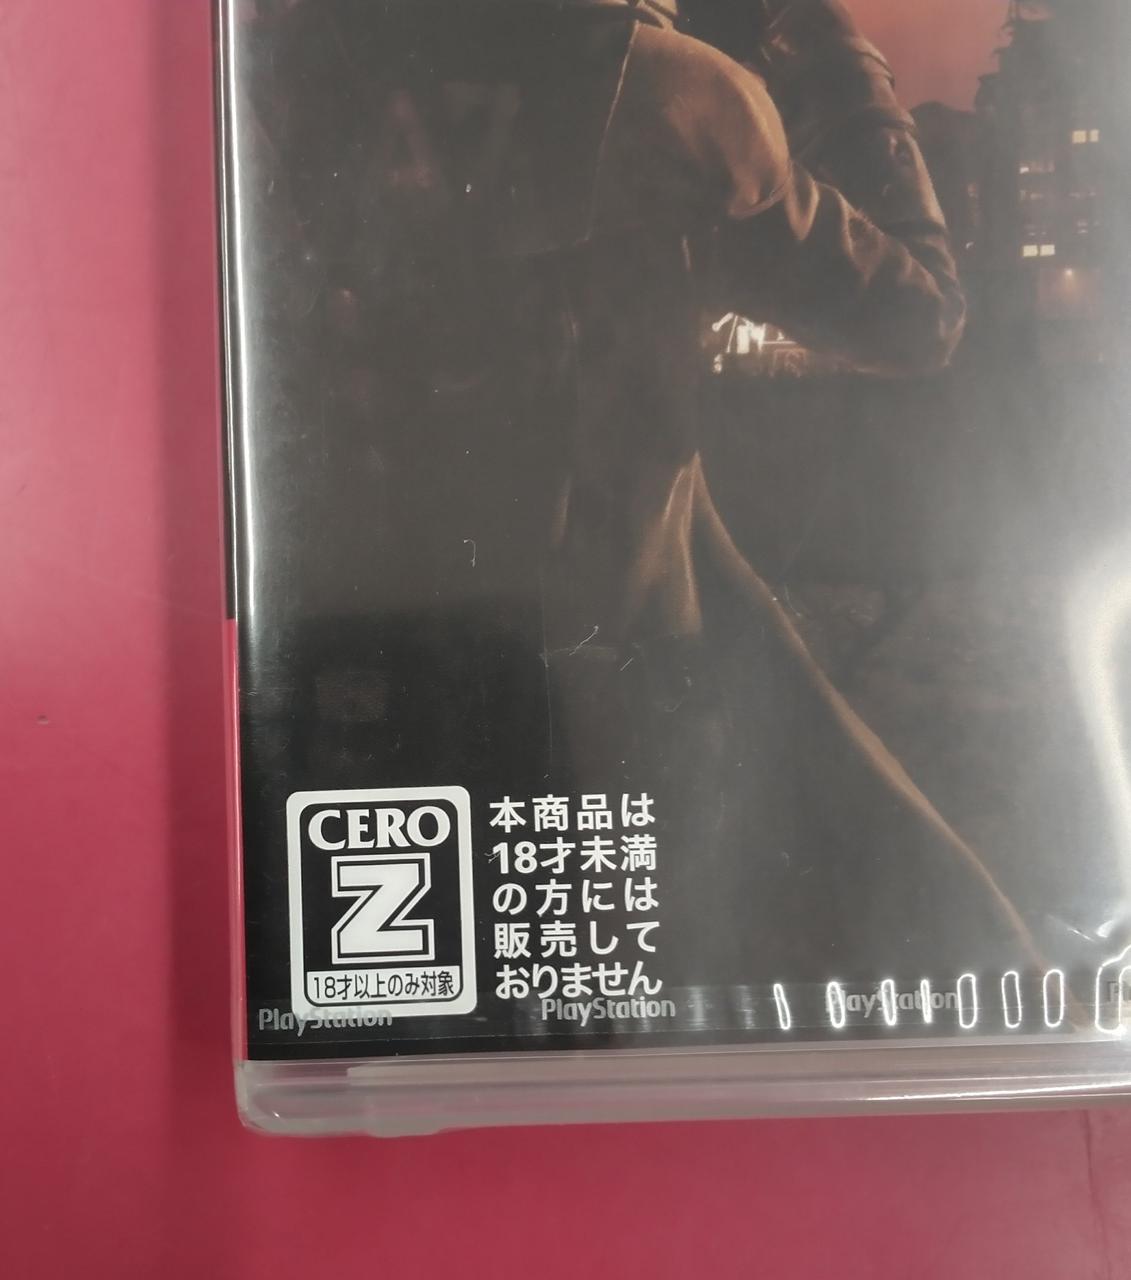 CERO
Z
18才以上のみ対象
本商品は
18才未満
の方には
販売して
おりません
PlayStation
PlayStation
PlayStation